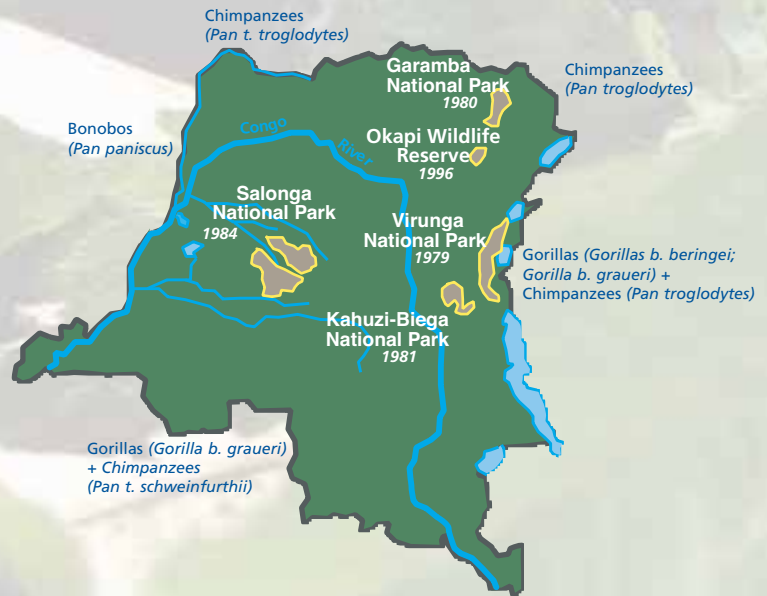 Chimpanzees
(Pan t. troglodytes)
Garamba
National Park
1980
Chimpanzees
(Pan troglodytes)
Bonobos
(Pan paniscus)
Congo
River
Okapi Wildlife
Reserve
1996
Salonga
National Park
1984
Virunga
National Park
1979
Gorillas (Gorillas b. beringei;
Gorilla b. graueri) +
Chimpanzees (Pan troglodytes)
Kahuzi-Biega
National Park
1981
Gorillas (Gorilla b. graueri)
+ Chimpanzees
(Pan t. schweinfurthii)